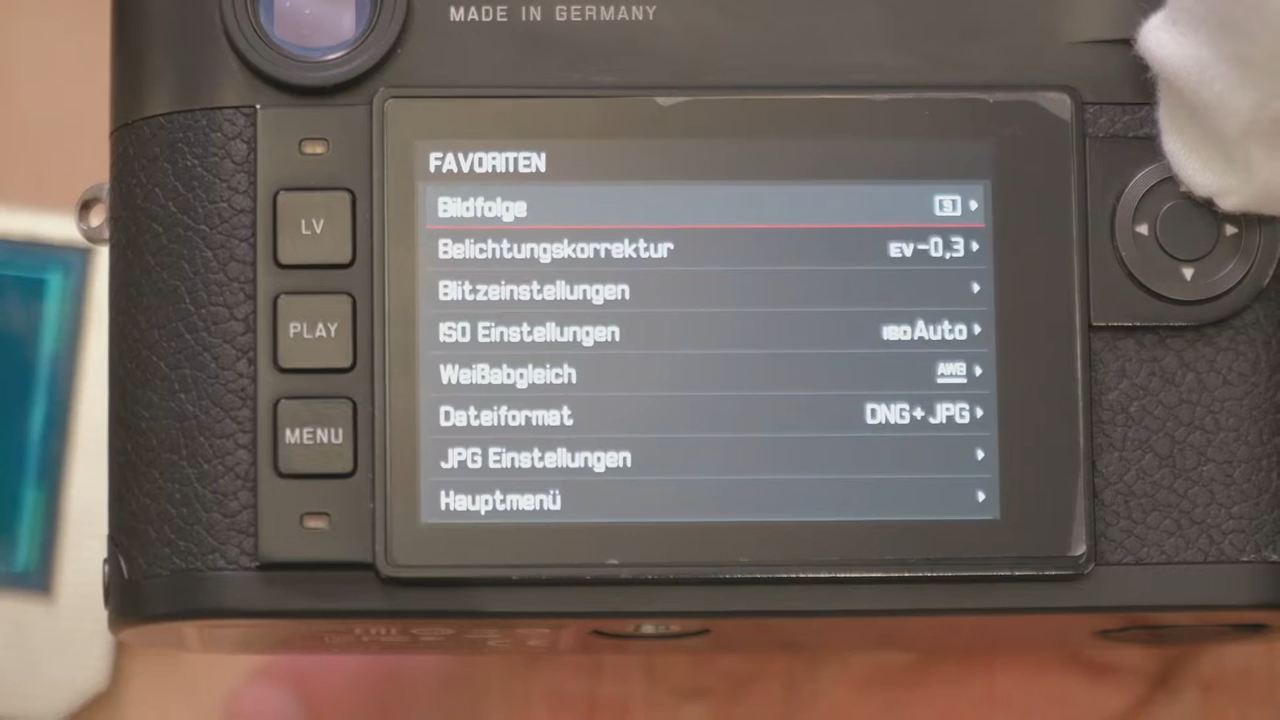 MADE IN GERMANY
FAVORITEN
LV
Bildfolge S
Belichtungskorrektur EV-0,3
Blitzeinstellungen
PLAY
ISO Einstellungen ISO Auto
Weißabgleich AWB
Dateiformat DNG+JPG
MENU
JPG Einstellungen
Hauptmenü